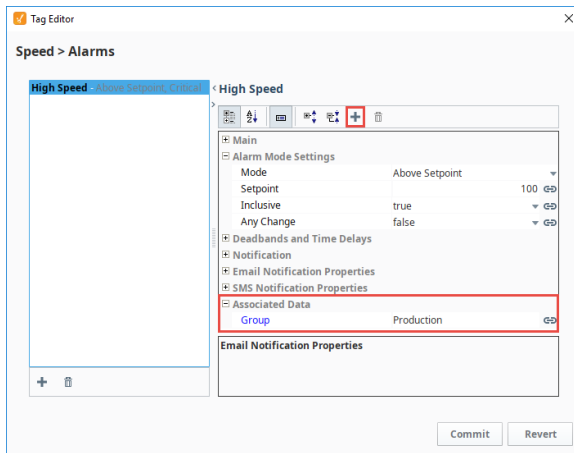 Tag Editor
Speed > Alarms
High Speed - Above Setpoint, Critical
High Speed
Main
Alarm Mode Settings
Mode Above Setpoint
Setpoint 100
Inclusive true
Any Change false
Deadbands and Time Delays
Notification
Email Notification Properties
SMS Notification Properties
Associated Data
Group Production
Email Notification Properties
Commit Revert